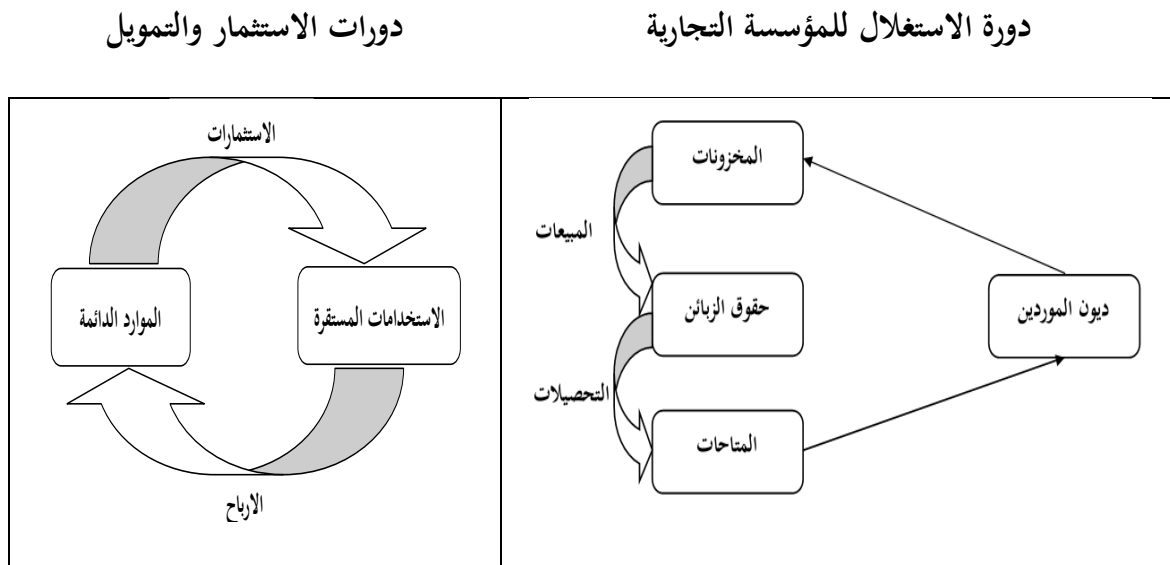 دورة الاستغلال للمؤسسة التجارية
دورات الاستثمار والتمويل
المخزونات
المبيعات
حقوق الزبائن
ديون الموردين
التحصيلات
المتاحات
الاستثمارات
الاستخدامات المستقرة
الموارد الدائمة
الارباح